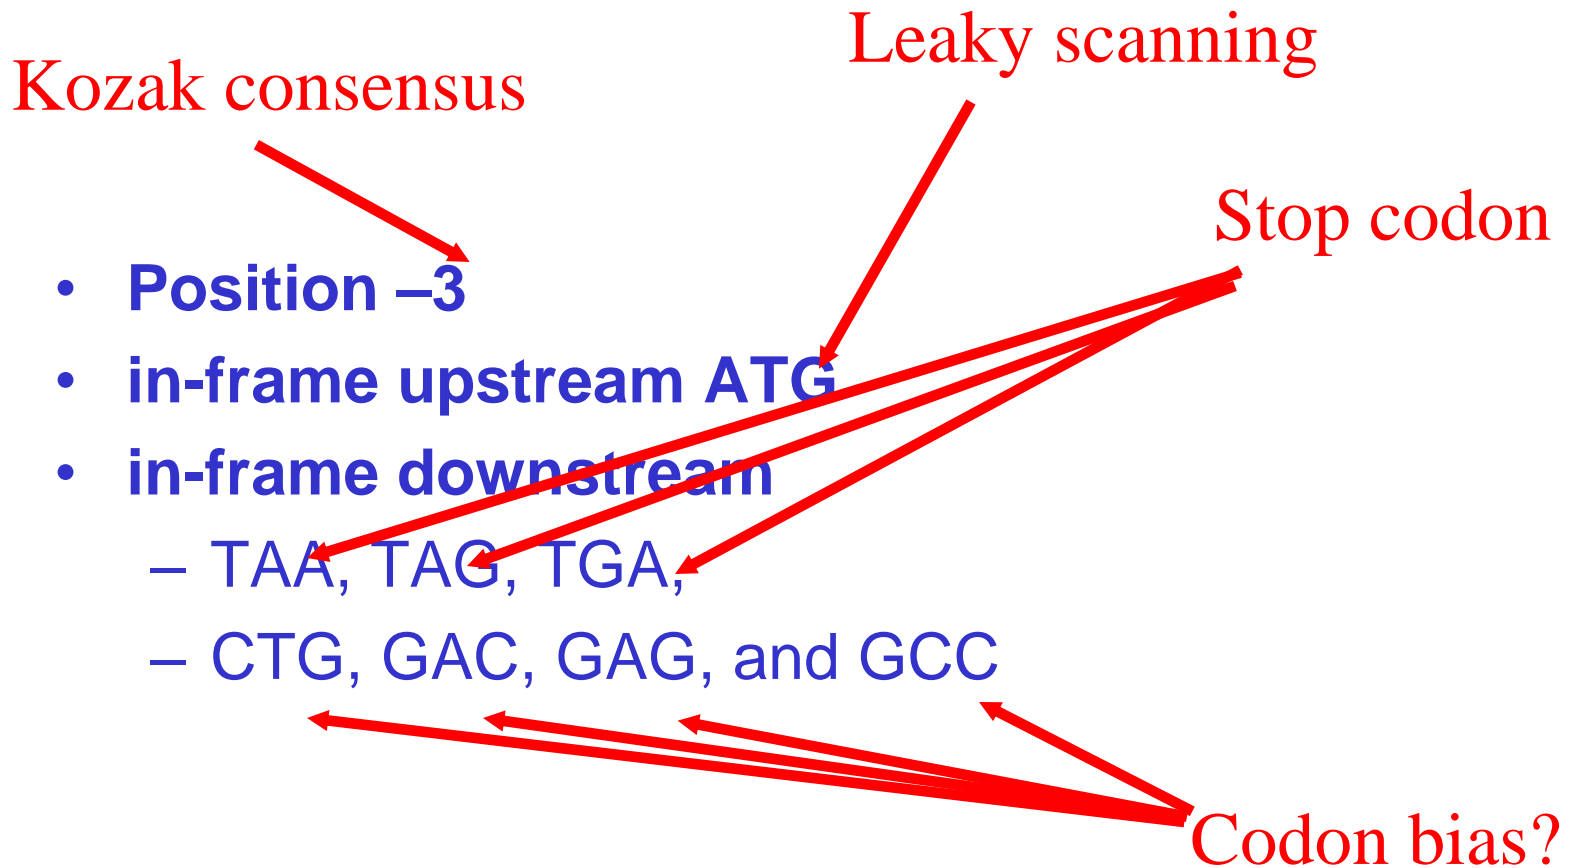 Leaky scanning
Kozak consensus
Stop codon
• Position –3
• in-frame upstream ATG
• in-frame downstream
– TAA, TAG, TGA,
– CTG, GAC, GAG, and GCC
Codon bias?